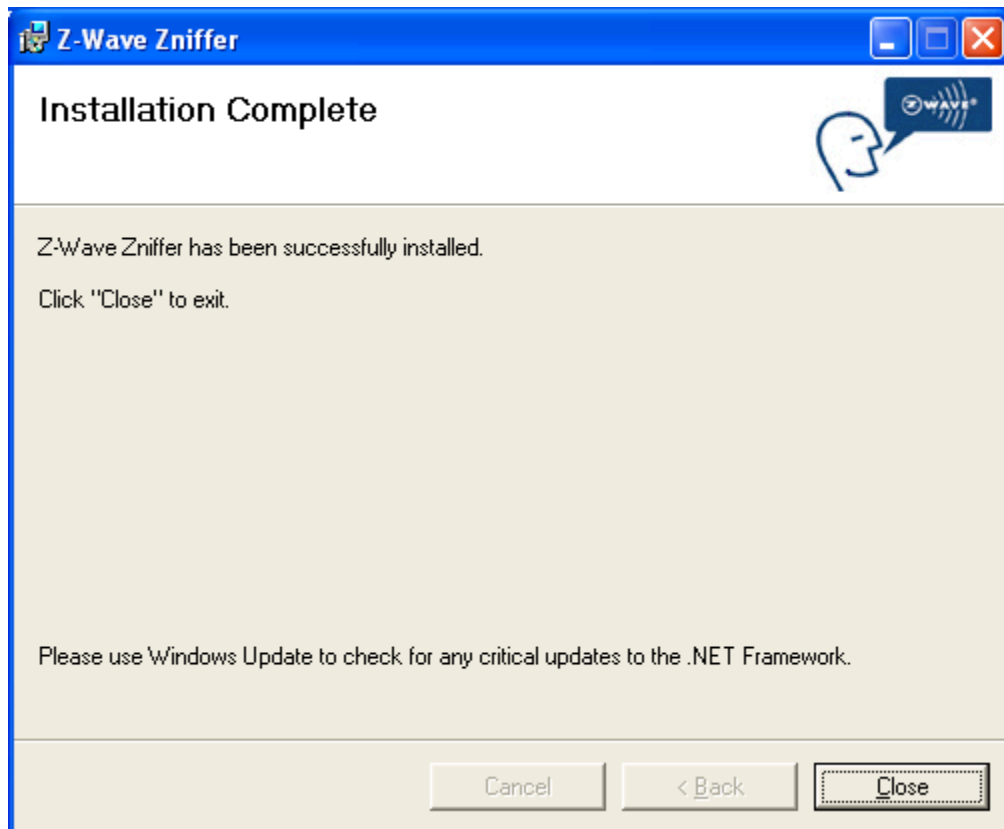 Z-Wave Zniffer
Installation Complete
Z WAVE®
Z-Wave Zniffer has been successfully installed.
Click "Close" to exit.
Please use Windows Update to check for any critical updates to the .NET Framework.
Cancel
< Back
Close